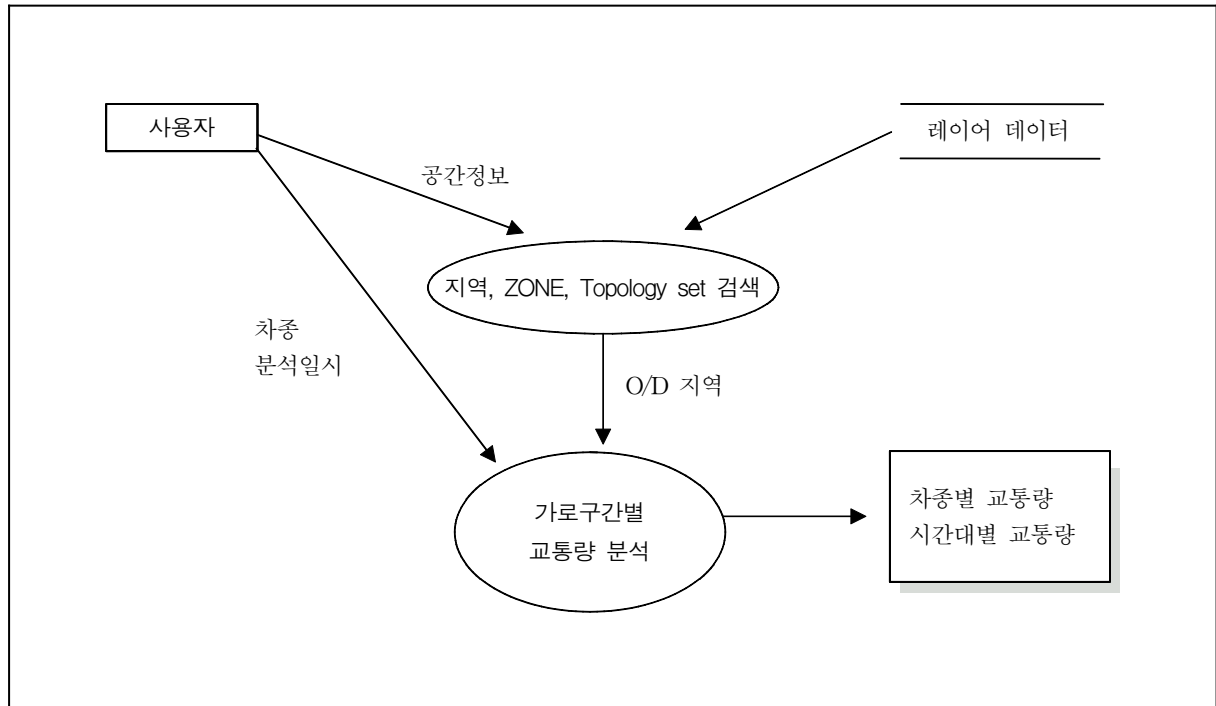 사용자
레이어 데이터
공간정보
지역, ZONE, Topology set 검색
차종
분석일시
O/D 지역
가로구간별
교통량 분석
차종별 교통량
시간대별 교통량